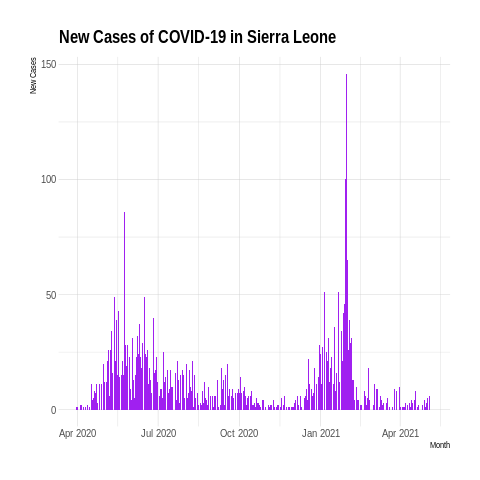 New Cases of COVID-19 in Sierra Leone
New Cases
150
100
50
0
Apr 2020 Jul 2020 Oct 2020 Jan 2021 Apr 2021
Month